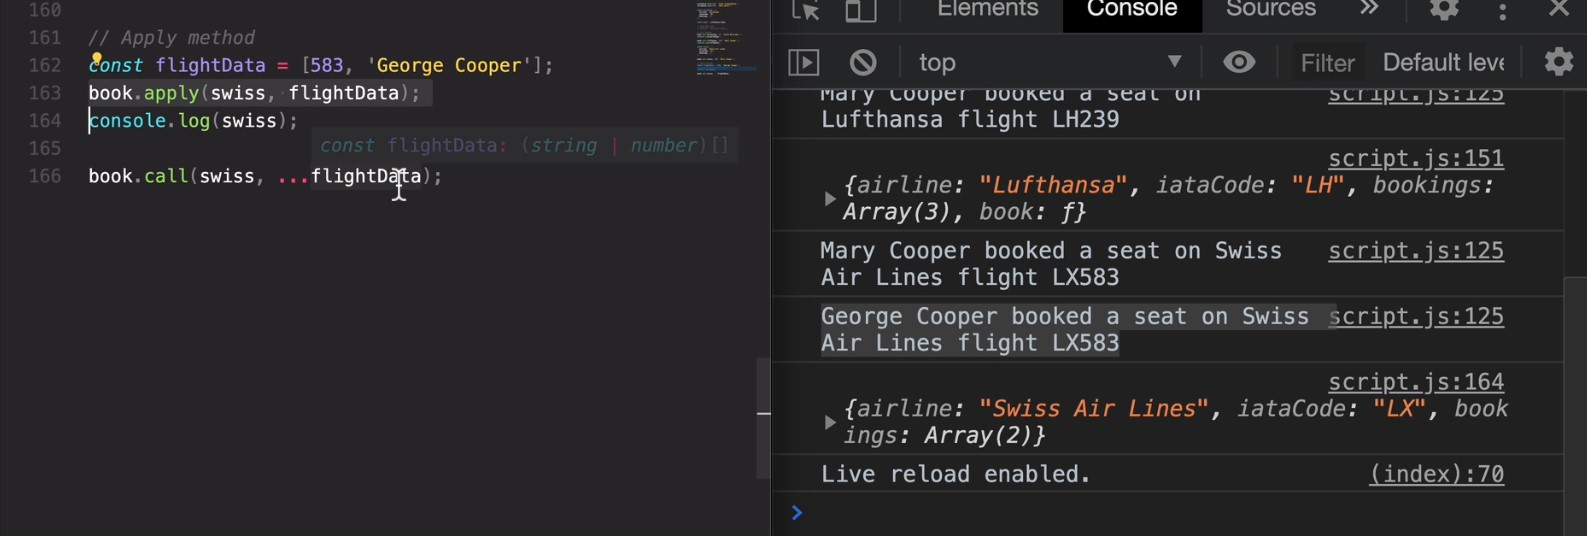 160
161 // Apply method
162 const flightData = [583, 'George Cooper'];
163 book.apply(swiss, flightData);
164 console.log(swiss);
165
const flightData: (string | number)[]
166 book.call(swiss, ...flightData);
Elements Console Sources » 
top Filter Default leve
Mary Cooper booked a seat on script.js:125
Lufthansa flight LH239
script.js:151
{airline: "Lufthansa", iataCode: "LH", bookings:
Array(3), book: ƒ}
Mary Cooper booked a seat on Swiss script.js:125
Air Lines flight LX583
George Cooper booked a seat on Swiss script.js:125
Air Lines flight LX583
script.js:164
{airline: "Swiss Air Lines", iataCode: "LX", book
ings: Array(2)}
Live reload enabled. (index):70